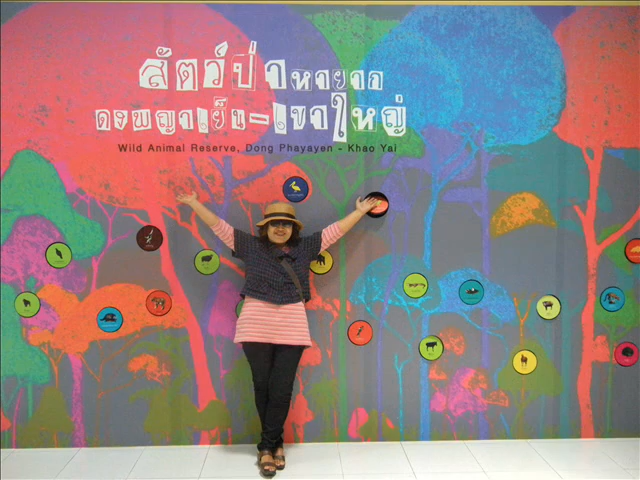 สัตว์ป่าหายาก
ดงพญาเย็น-เขาใหญ่
Wild Animal Reserve, Dong Phayayen - Khao Yai